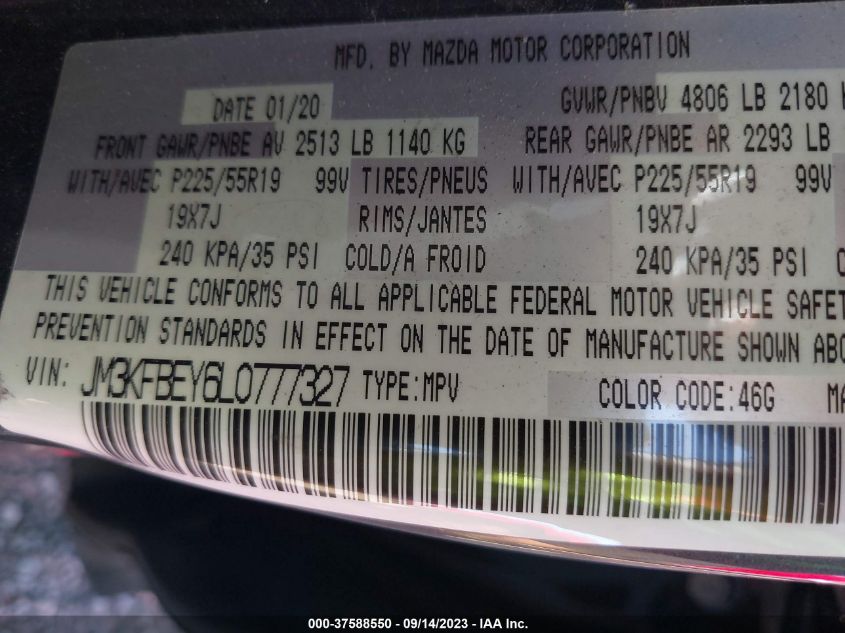 MFD. BY MAZDA MOTOR CORPORATION
DATE 01/20 GVWR/PNBV 4806 LB 2180
FRONT GAWR/PNBE AV 2513 LB 1140 KG REAR GAWR/PNBE AR 2293 LB
WITH/AVEC P225/55R19 99V TIRES/PNEUS WITH/AVEC P225/55R19 99V
19X7J RIMS/JANTES 19X7J
240 KPA/35 PSI COLD/A FROID 240 KPA/35 PSI
THIS VEHICLE CONFORMS TO ALL APPLICABLE FEDERAL MOTOR VEHICLE SAFET
PREVENTION STANDARDS IN EFFECT ON THE DATE OF MANUFACTURE SHOWN ABO
VIN: JM3KFBEY6L0777327 TYPE:MPV COLOR CODE:46G MA
000-37588550 - 09/14/2023 - IAA Inc.